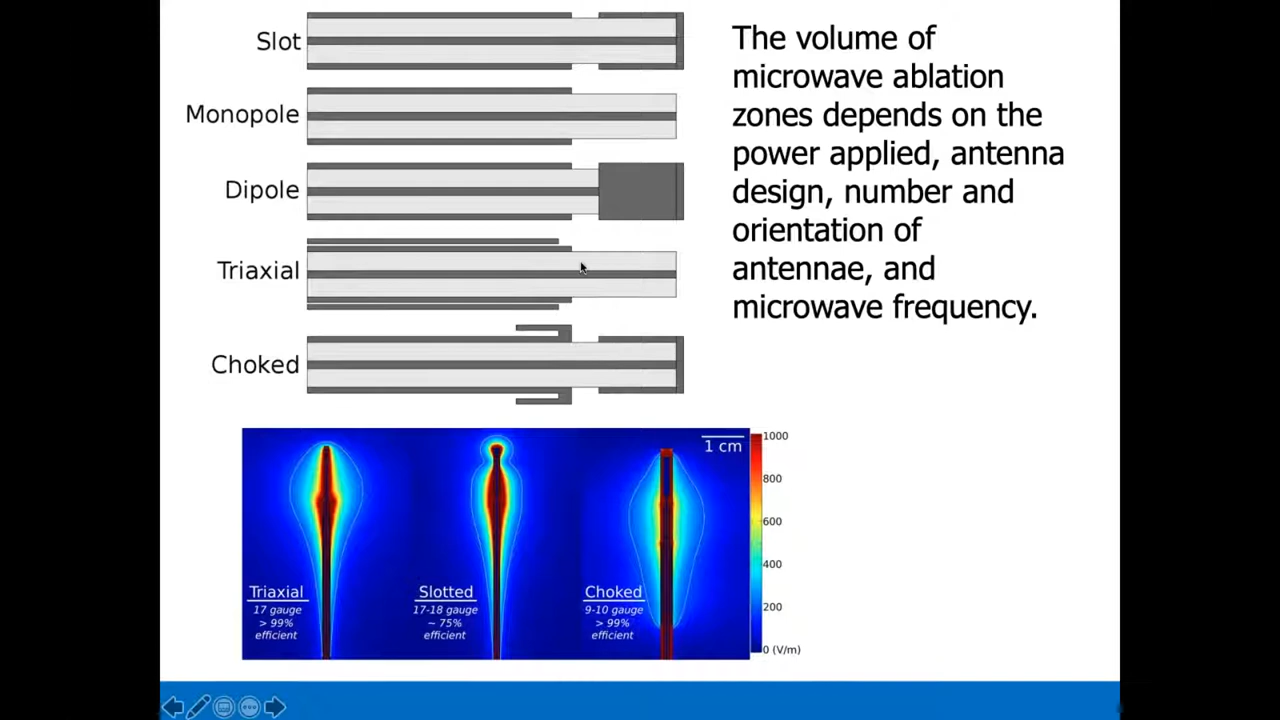 Slot
Monopole
Dipole
Triaxial
Choked
The volume of
microwave ablation
zones depends on the
power applied, antenna
design, number and
orientation of
antennae, and
microwave frequency.
1 cm
Triaxial
17 gauge
> 99%
efficient
Slotted
17-18 gauge
~ 75%
efficient
Choked
9-10 gauge
> 99%
efficient
1000
800
600
400
200
0 (V/m)